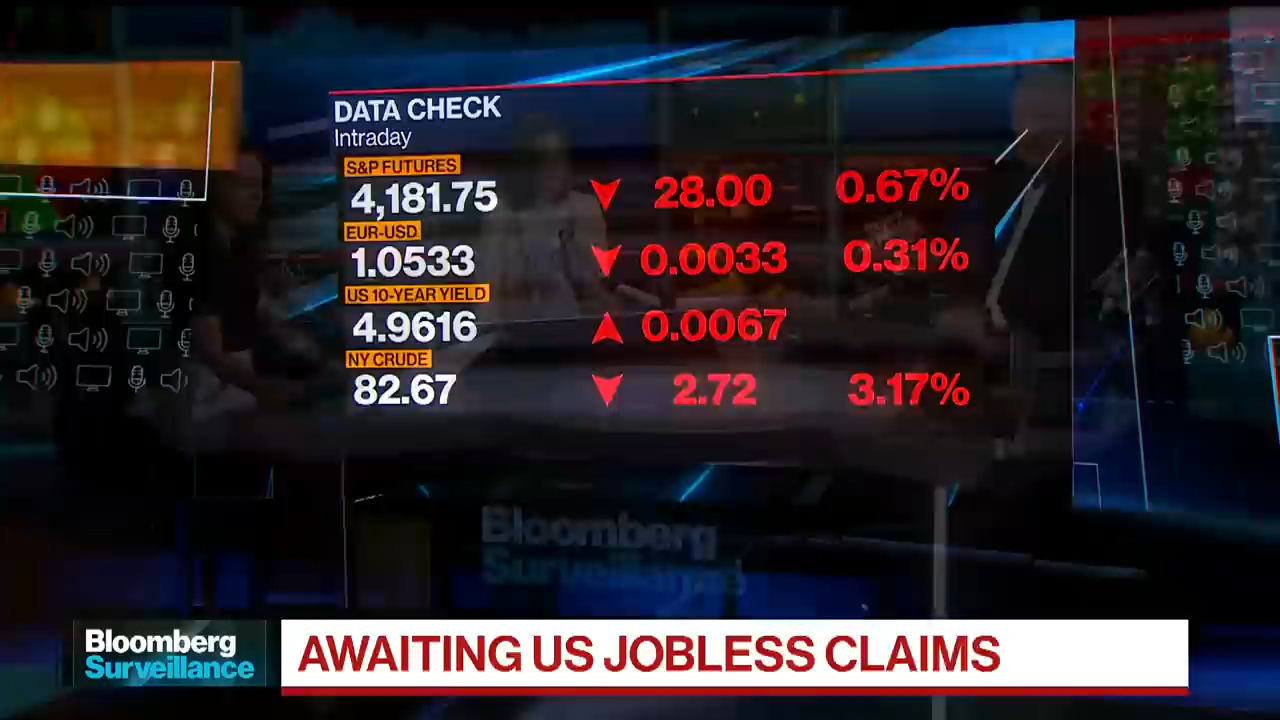 DATA CHECK
Intraday
S&P FUTURES
4,181.75 28.00 0.67%
EUR-USD
1.0533 0.0033 0.31%
US 10-YEAR YIELD
4.9616 0.0067
NY CRUDE
82.67 2.72 3.17%
Bloomberg
Surveillance
Bloomberg
Surveillance
AWAITING US JOBLESS CLAIMS